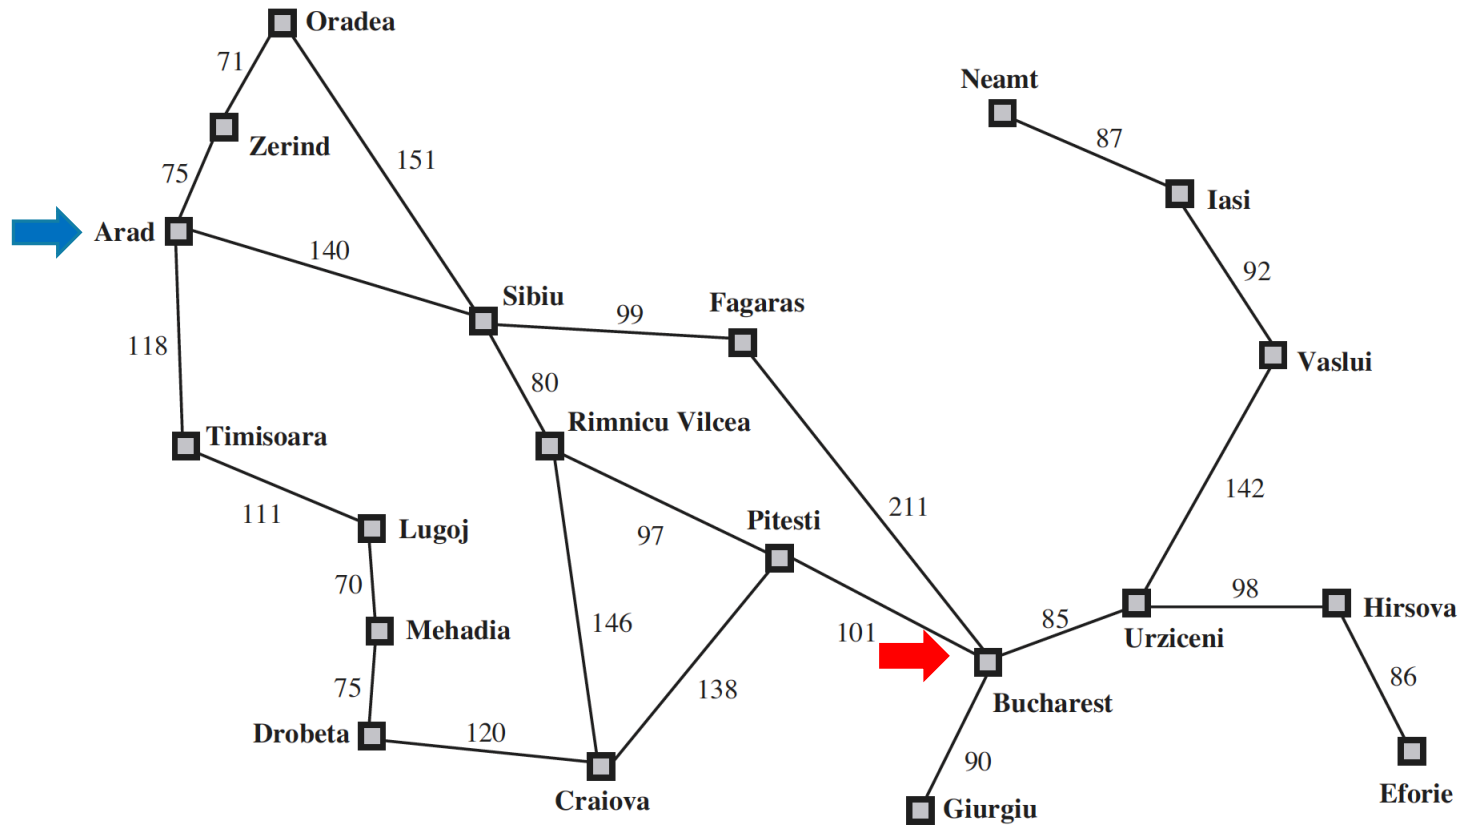 Oradea
71
Neamt
Zerind
87
151
75
Iasi
Arad
140
92
Sibiu
Fagaras
99
118
Vaslui
80
Rimnicu Vilcea
Timisoara
142
211
111
Pitesti
Lugoj
97
70
98
Hirsova
146
85
Mehadia
101
Urziceni
86
75
138
Bucharest
Drobeta
120
90
Craiova
Giurgiu
Eforie